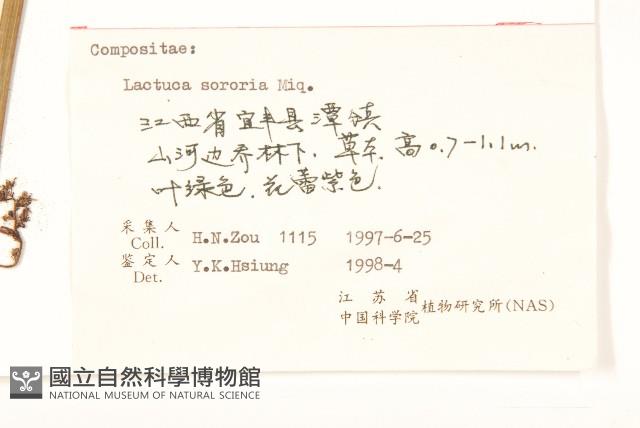 Compositae:
Lactuca sororia Miq.
江西省宜丰县潭镇
山河边乔林下. 草本. 高0.7-1.1m.
叶绿色. 花蕾紫色.
采集人
Coll. H.N.Zou 1115 1997-6-25
鉴定人
Det. Y.K.Hsiung 1998-4
江苏省
中国科学院 植物研究所(NAS)
國立自然科學博物館
NATIONAL MUSEUM OF NATURAL SCIENCE